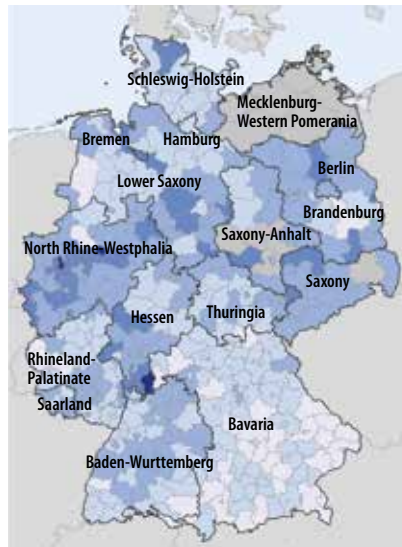 Schleswig-Holstein
Mecklenburg-
Western Pomerania
Bremen
Hamburg
Berlin
Lower Saxony
Brandenburg
Saxony-Anhalt
North Rhine-Westphalia
Saxony
Hessen
Thuringia
Rhineland-
Palatinate
Saarland
Bavaria
Baden-Wurttemberg